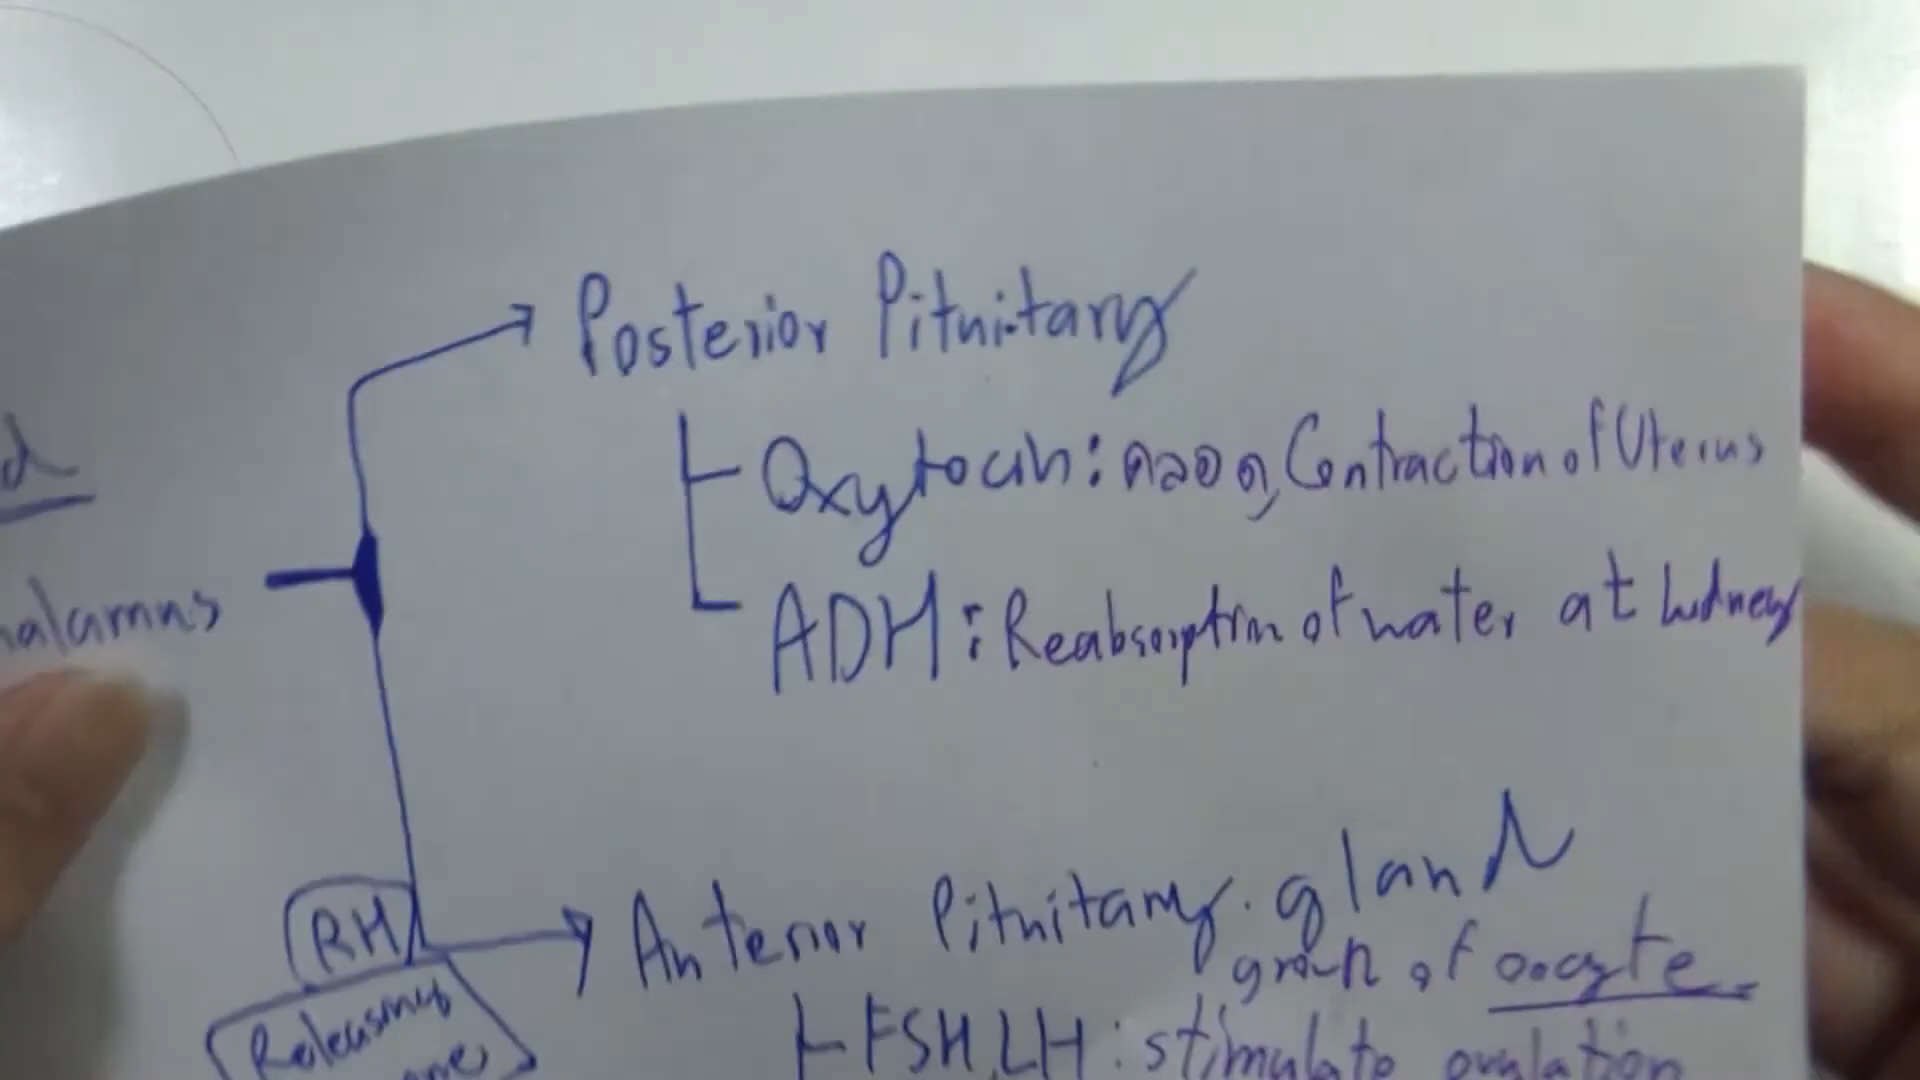 Posterior Pituitary
Oxytocin: คลอด, Contraction of Uterus
ADH: Reabsorption of water at kidney
halamus
RH
Anterior Pituitary gland
growth of oocyte
Releasing
FSH, LH: stimulate ovulation